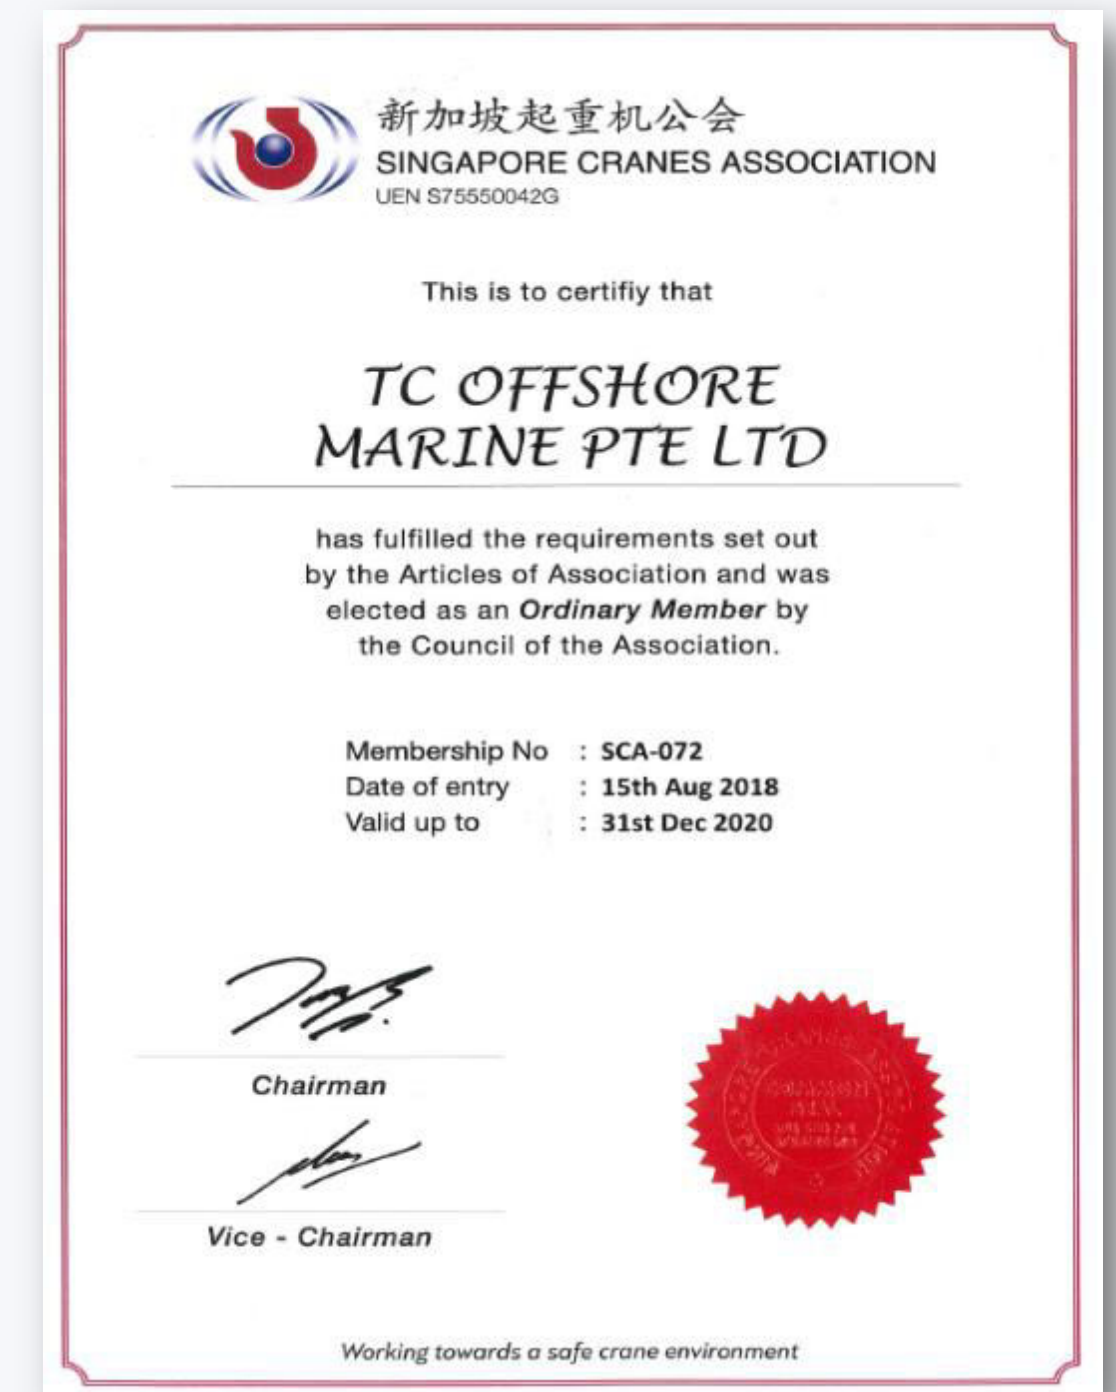 新加坡起重机公会
SINGAPORE CRANES ASSOCIATION
UEN S75550042G
This is to certifiy that
TC OFFSHORE
MARINE PTE LTD
has fulfilled the requirements set out
by the Articles of Association and was
elected as an Ordinary Member by
the Council of the Association.
Membership No : SCA-072
Date of entry : 15th Aug 2018
Valid up to : 31st Dec 2020
Chairman
Vice - Chairman
Working towards a safe crane environment